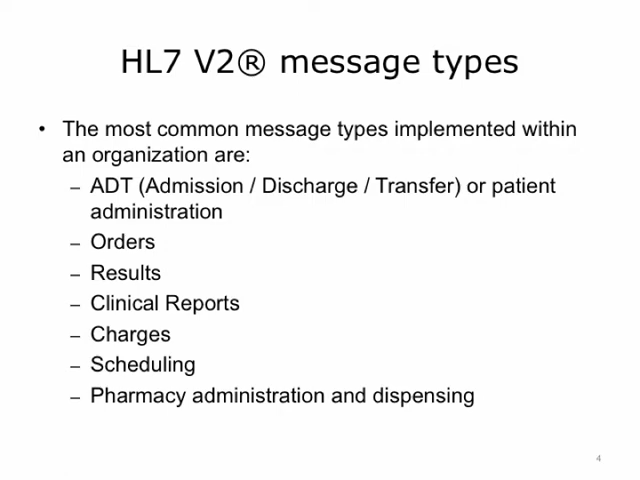 HL7 V2® message types
• The most common message types implemented within
an organization are:
– ADT (Admission / Discharge / Transfer) or patient
administration
– Orders
– Results
– Clinical Reports
– Charges
– Scheduling
– Pharmacy administration and dispensing
4